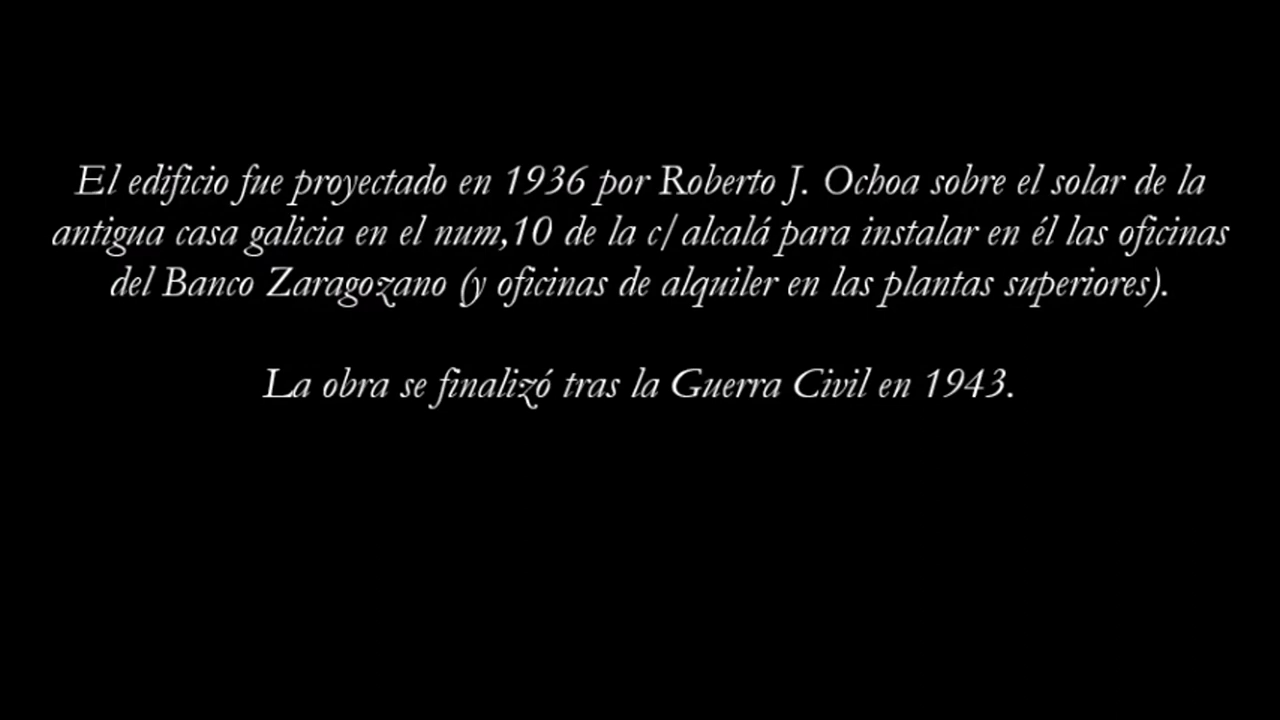 El edificio fue proyectado en 1936 por Roberto J. Ochoa sobre el solar de la
antigua casa galicia en el num,10 de la c/alcalá para instalar en él las oficinas
del Banco Zaragozano (y oficinas de alquiler en las plantas superiores).
La obra se finalizó tras la Guerra Civil en 1943.